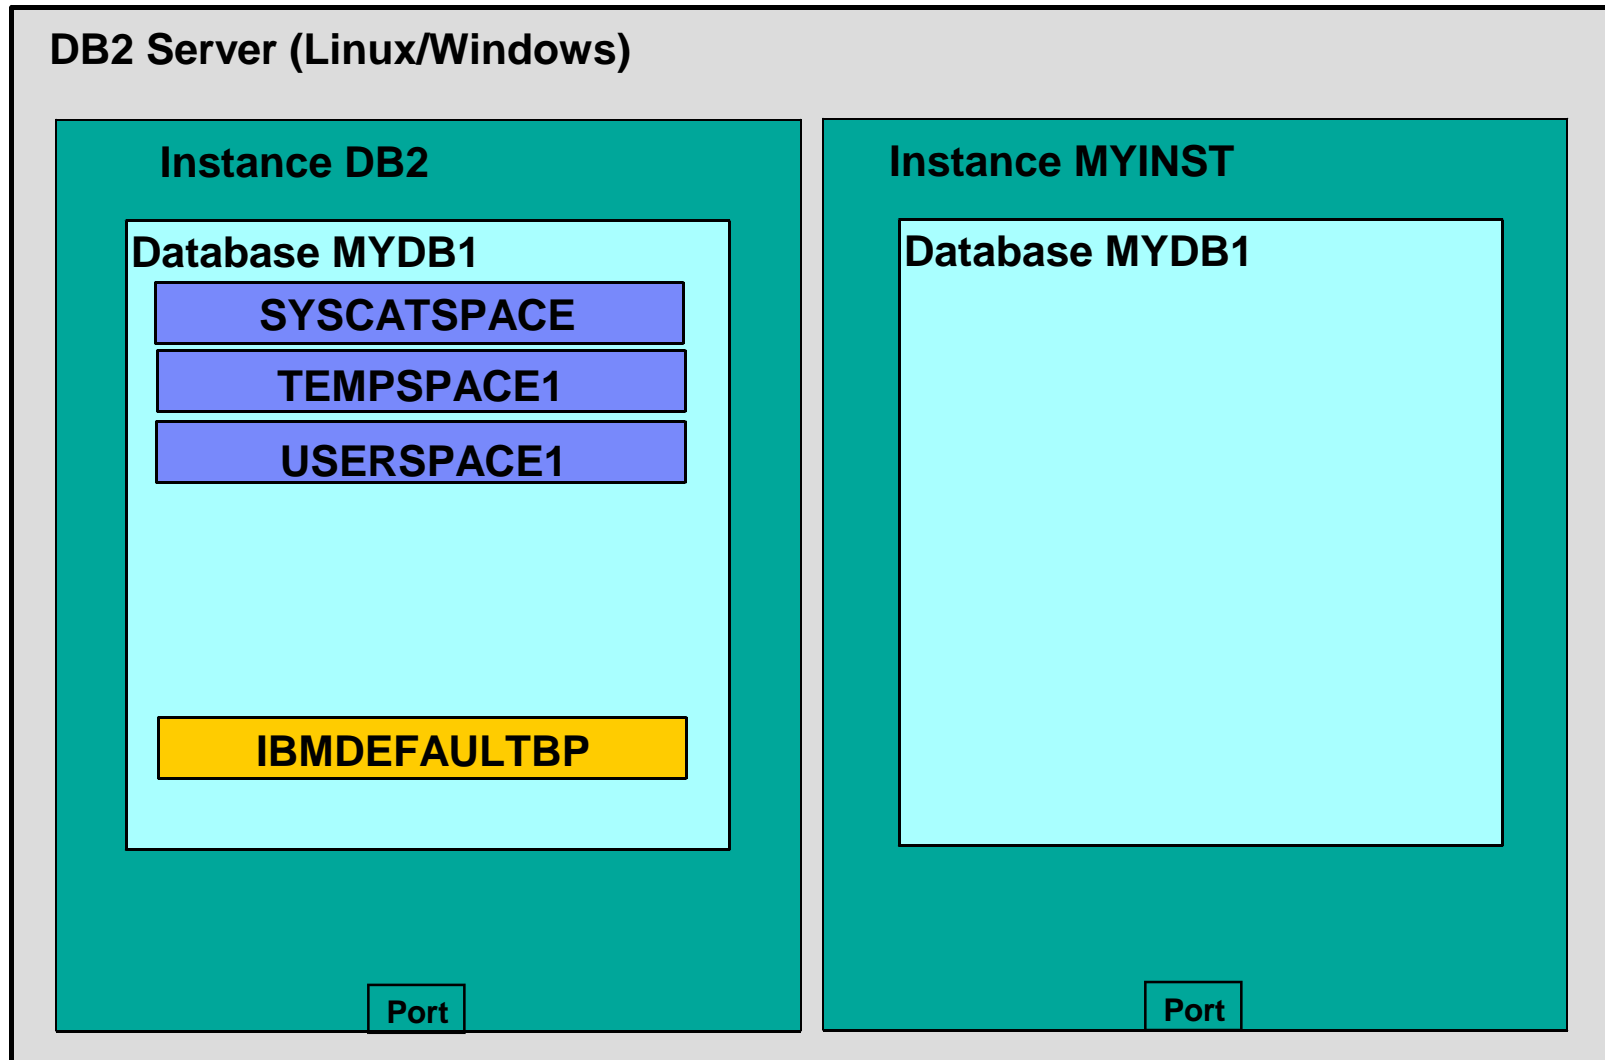 DB2 Server (Linux/Windows)
Instance DB2
Database MYDB1
SYSCATSPACE
TEMPSPACE1
USERSPACE1
IBMDEFAULTBP
Port
Instance MYINST
Database MYDB1
Port